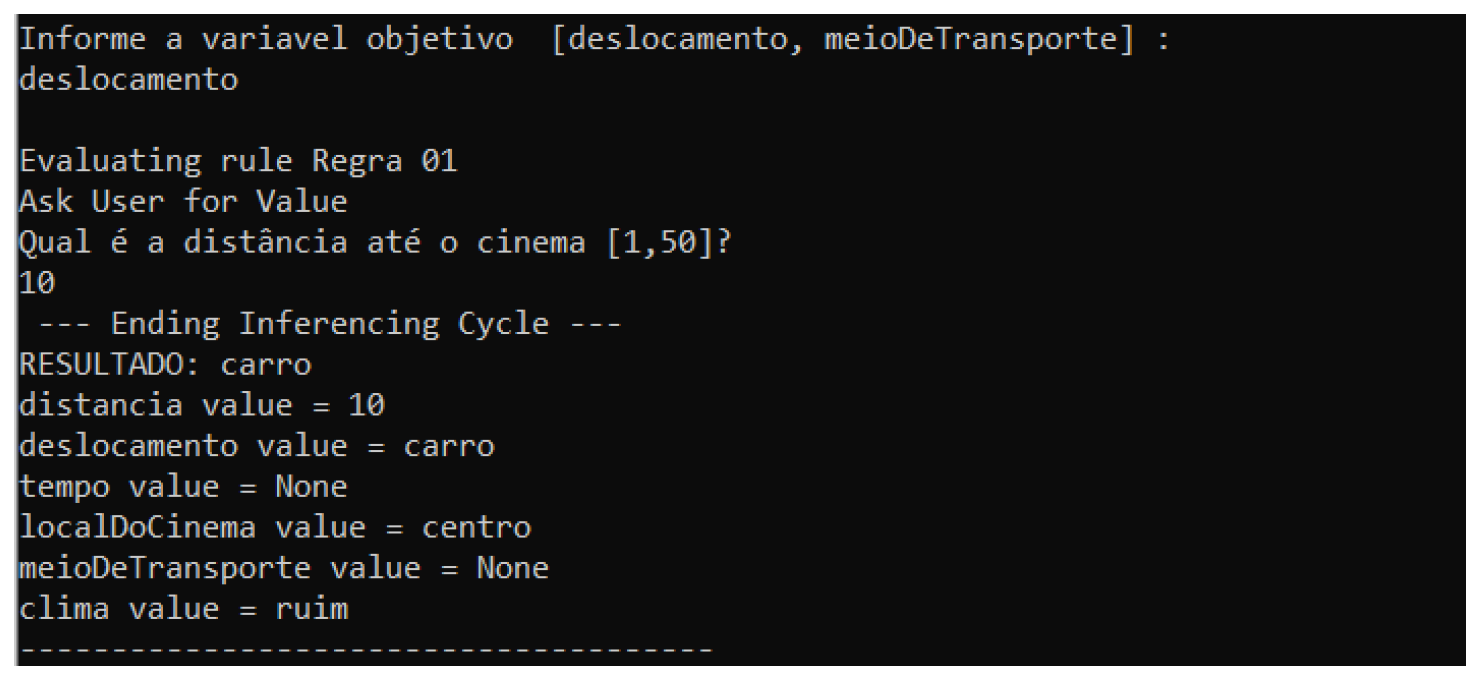 Informe a variavel objetivo  [deslocamento, meioDeTransporte] :
deslocamento
Evaluating rule Regra 01
Ask User for Value
Qual é a distância até o cinema [1,50]?
10
 --- Ending Inferencing Cycle ---
RESULTADO: carro
distancia value = 10
deslocamento value = carro
tempo value = None
localDoCinema value = centro
meioDeTransporte value = None
clima value = ruim
--------------------------------------